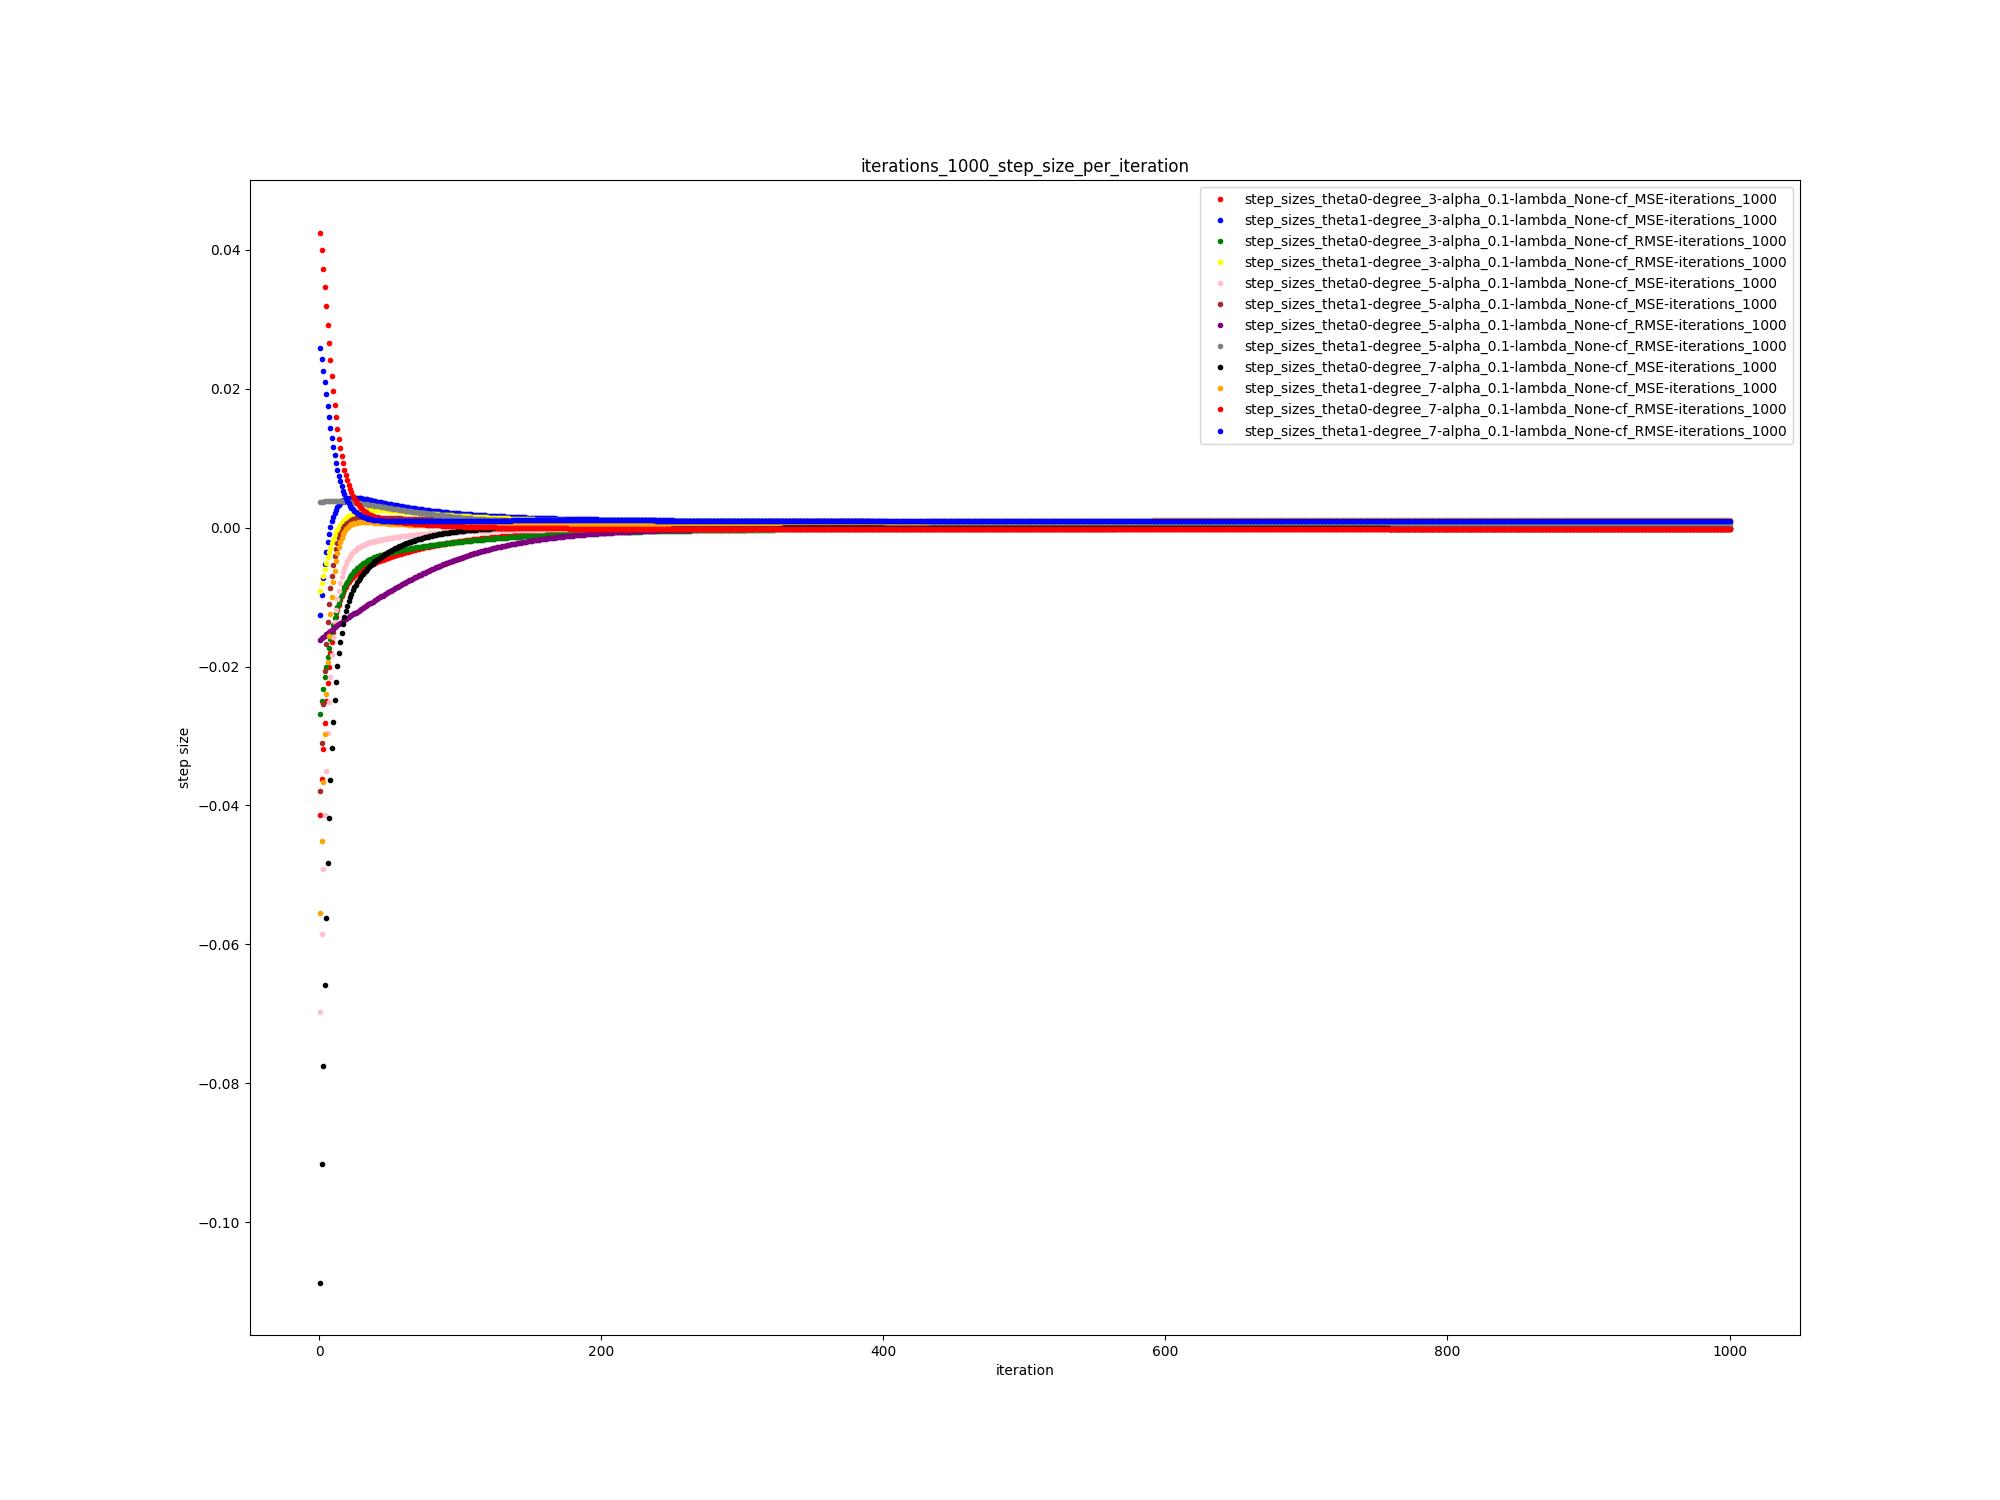 iterations_1000_step_size_per_iteration
step_sizes_theta0-degree_3-alpha_0.1-lambda_None-cf_MSE-iterations_1000
step_sizes_theta1-degree_3-alpha_0.1-lambda_None-cf_MSE-iterations_1000
step_sizes_theta0-degree_3-alpha_0.1-lambda_None-cf_RMSE-iterations_1000
step_sizes_theta1-degree_3-alpha_0.1-lambda_None-cf_RMSE-iterations_1000
step_sizes_theta0-degree_5-alpha_0.1-lambda_None-cf_MSE-iterations_1000
step_sizes_theta1-degree_5-alpha_0.1-lambda_None-cf_MSE-iterations_1000
step_sizes_theta0-degree_5-alpha_0.1-lambda_None-cf_RMSE-iterations_1000
step_sizes_theta1-degree_5-alpha_0.1-lambda_None-cf_RMSE-iterations_1000
step_sizes_theta0-degree_7-alpha_0.1-lambda_None-cf_MSE-iterations_1000
step_sizes_theta1-degree_7-alpha_0.1-lambda_None-cf_MSE-iterations_1000
step_sizes_theta0-degree_7-alpha_0.1-lambda_None-cf_RMSE-iterations_1000
step_sizes_theta1-degree_7-alpha_0.1-lambda_None-cf_RMSE-iterations_1000
step size
0.04
0.02
0.00
−0.02
−0.04
−0.06
−0.08
−0.10
0 200 400 600 800 1000
iteration